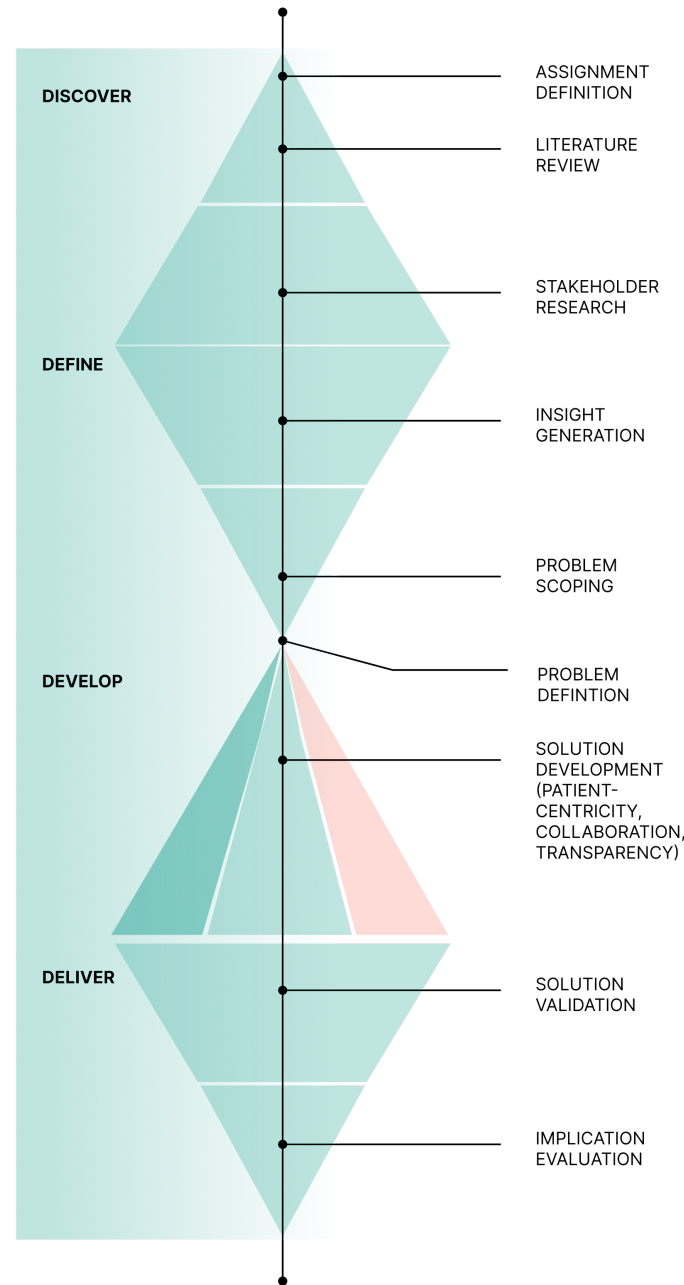 DISCOVER
ASSIGNMENT
DEFINITION
LITERATURE
REVIEW
STAKEHOLDER
RESEARCH
DEFINE
INSIGHT
GENERATION
PROBLEM
SCOPING
DEVELOP
PROBLEM
DEFINTION
SOLUTION
DEVELOPMENT
(PATIENT-
CENTRICITY,
COLLABORATION,
TRANSPARENCY)
DELIVER
SOLUTION
VALIDATION
IMPLICATION
EVALUATION